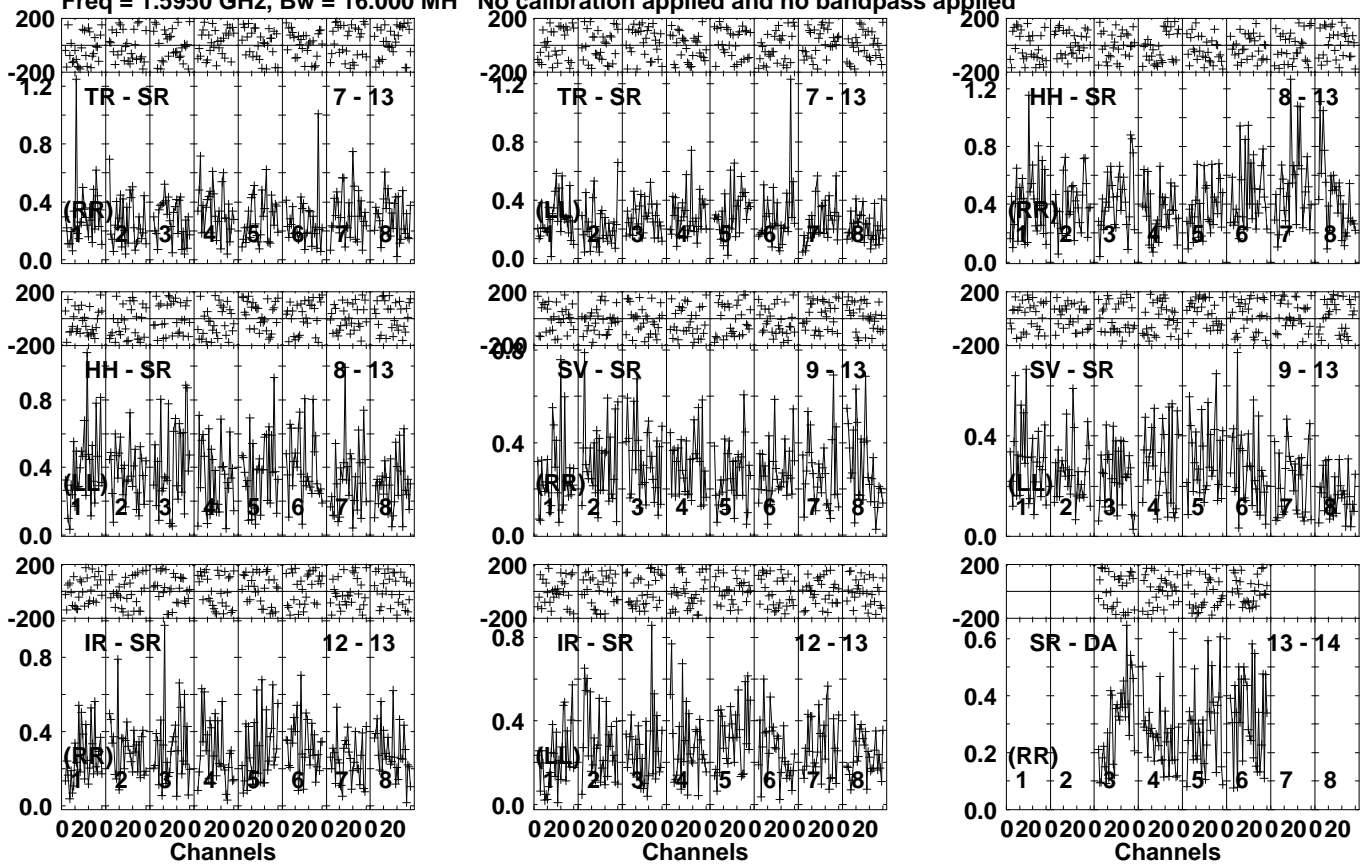 Freq = 1.5950 GHz, Bw = 16.000 MH No calibration applied and no bandpass applied
200 200 200
-200 -200 -200
1.2 TR - SR 7 - 13 1.2 TR - SR 7 - 13 1.2 HH - SR 8 - 13
0.8 0.8 0.8
0.4 0.4 0.4
(RR) (LL) (RR)
1 2 3 4 5 6 7 8 1 2 3 4 5 6 7 8 1 2 3 4 5 6 7 8
0.0 0.0 0.0
200 200 200
-200 -200 -200
0.8
HH - SR 8 - 13 SV - SR 9 - 13 SV - SR 9 - 13
0.8
0.4 0.4 0.4
(LL) (RR) (LL)
1 2 3 4 5 6 7 8 1 2 3 4 5 6 7 8 1 2 3 4 5 6 7 8
0.0 0.0 0.0
200 200 200
-200 -200 -200
IR - SR 12 - 13 IR - SR 12 - 13 SR - DA 13 - 14
0.8 0.8 0.6
0.4 0.4 0.4
0.2
(RR) (LL) (RR)
1 2 3 4 5 6 7 8 1 2 3 4 5 6 7 8 1 2 3 4 5 6 7 8
0.0 0.0 0.0
0 20 0 20 0 20 0 20 0 20 0 20 0 20 0 20 0 20 0 20 0 20 0 20 0 20 0 20 0 20 0 20 0 20 0 20 0 20 0 20 0 20 0 20 0 20 0 20
Channels Channels Channels